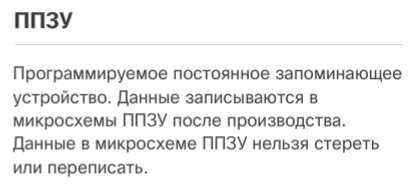 ППЗУ
Программируемое постоянное запоминающее
устройство. Данные записываются в
микросхемы ППЗУ после производства.
Данные в микросхеме ППЗУ нельзя стереть
или переписать.